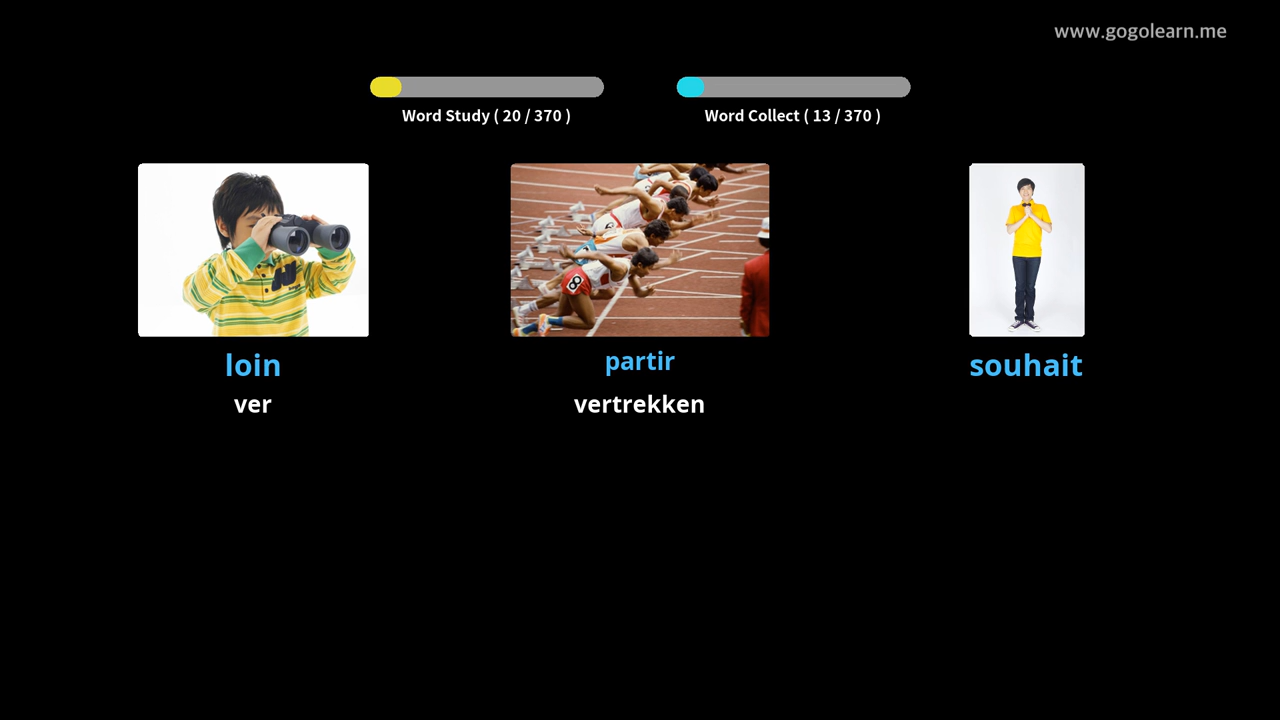 www.gogolearn.me
Word Study ( 20 / 370 )
Word Collect ( 13 / 370 )
loin
partir
souhait
ver
vertrekken